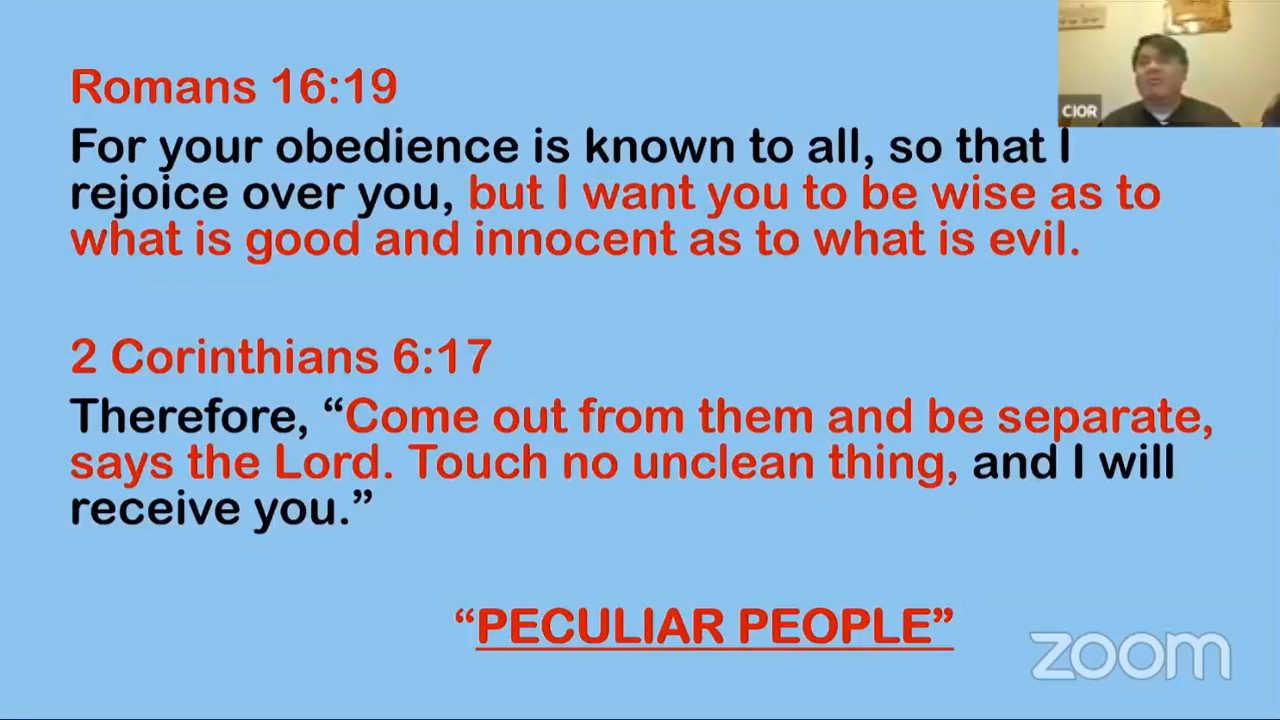 Romans 16:19
For your obedience is known to all, so that I
rejoice over you, but I want you to be wise as to
what is good and innocent as to what is evil.
2 Corinthians 6:17
Therefore, “Come out from them and be separate,
says the Lord. Touch no unclean thing, and I will
receive you.”
“PECULIAR PEOPLE”
CIOR
zoom